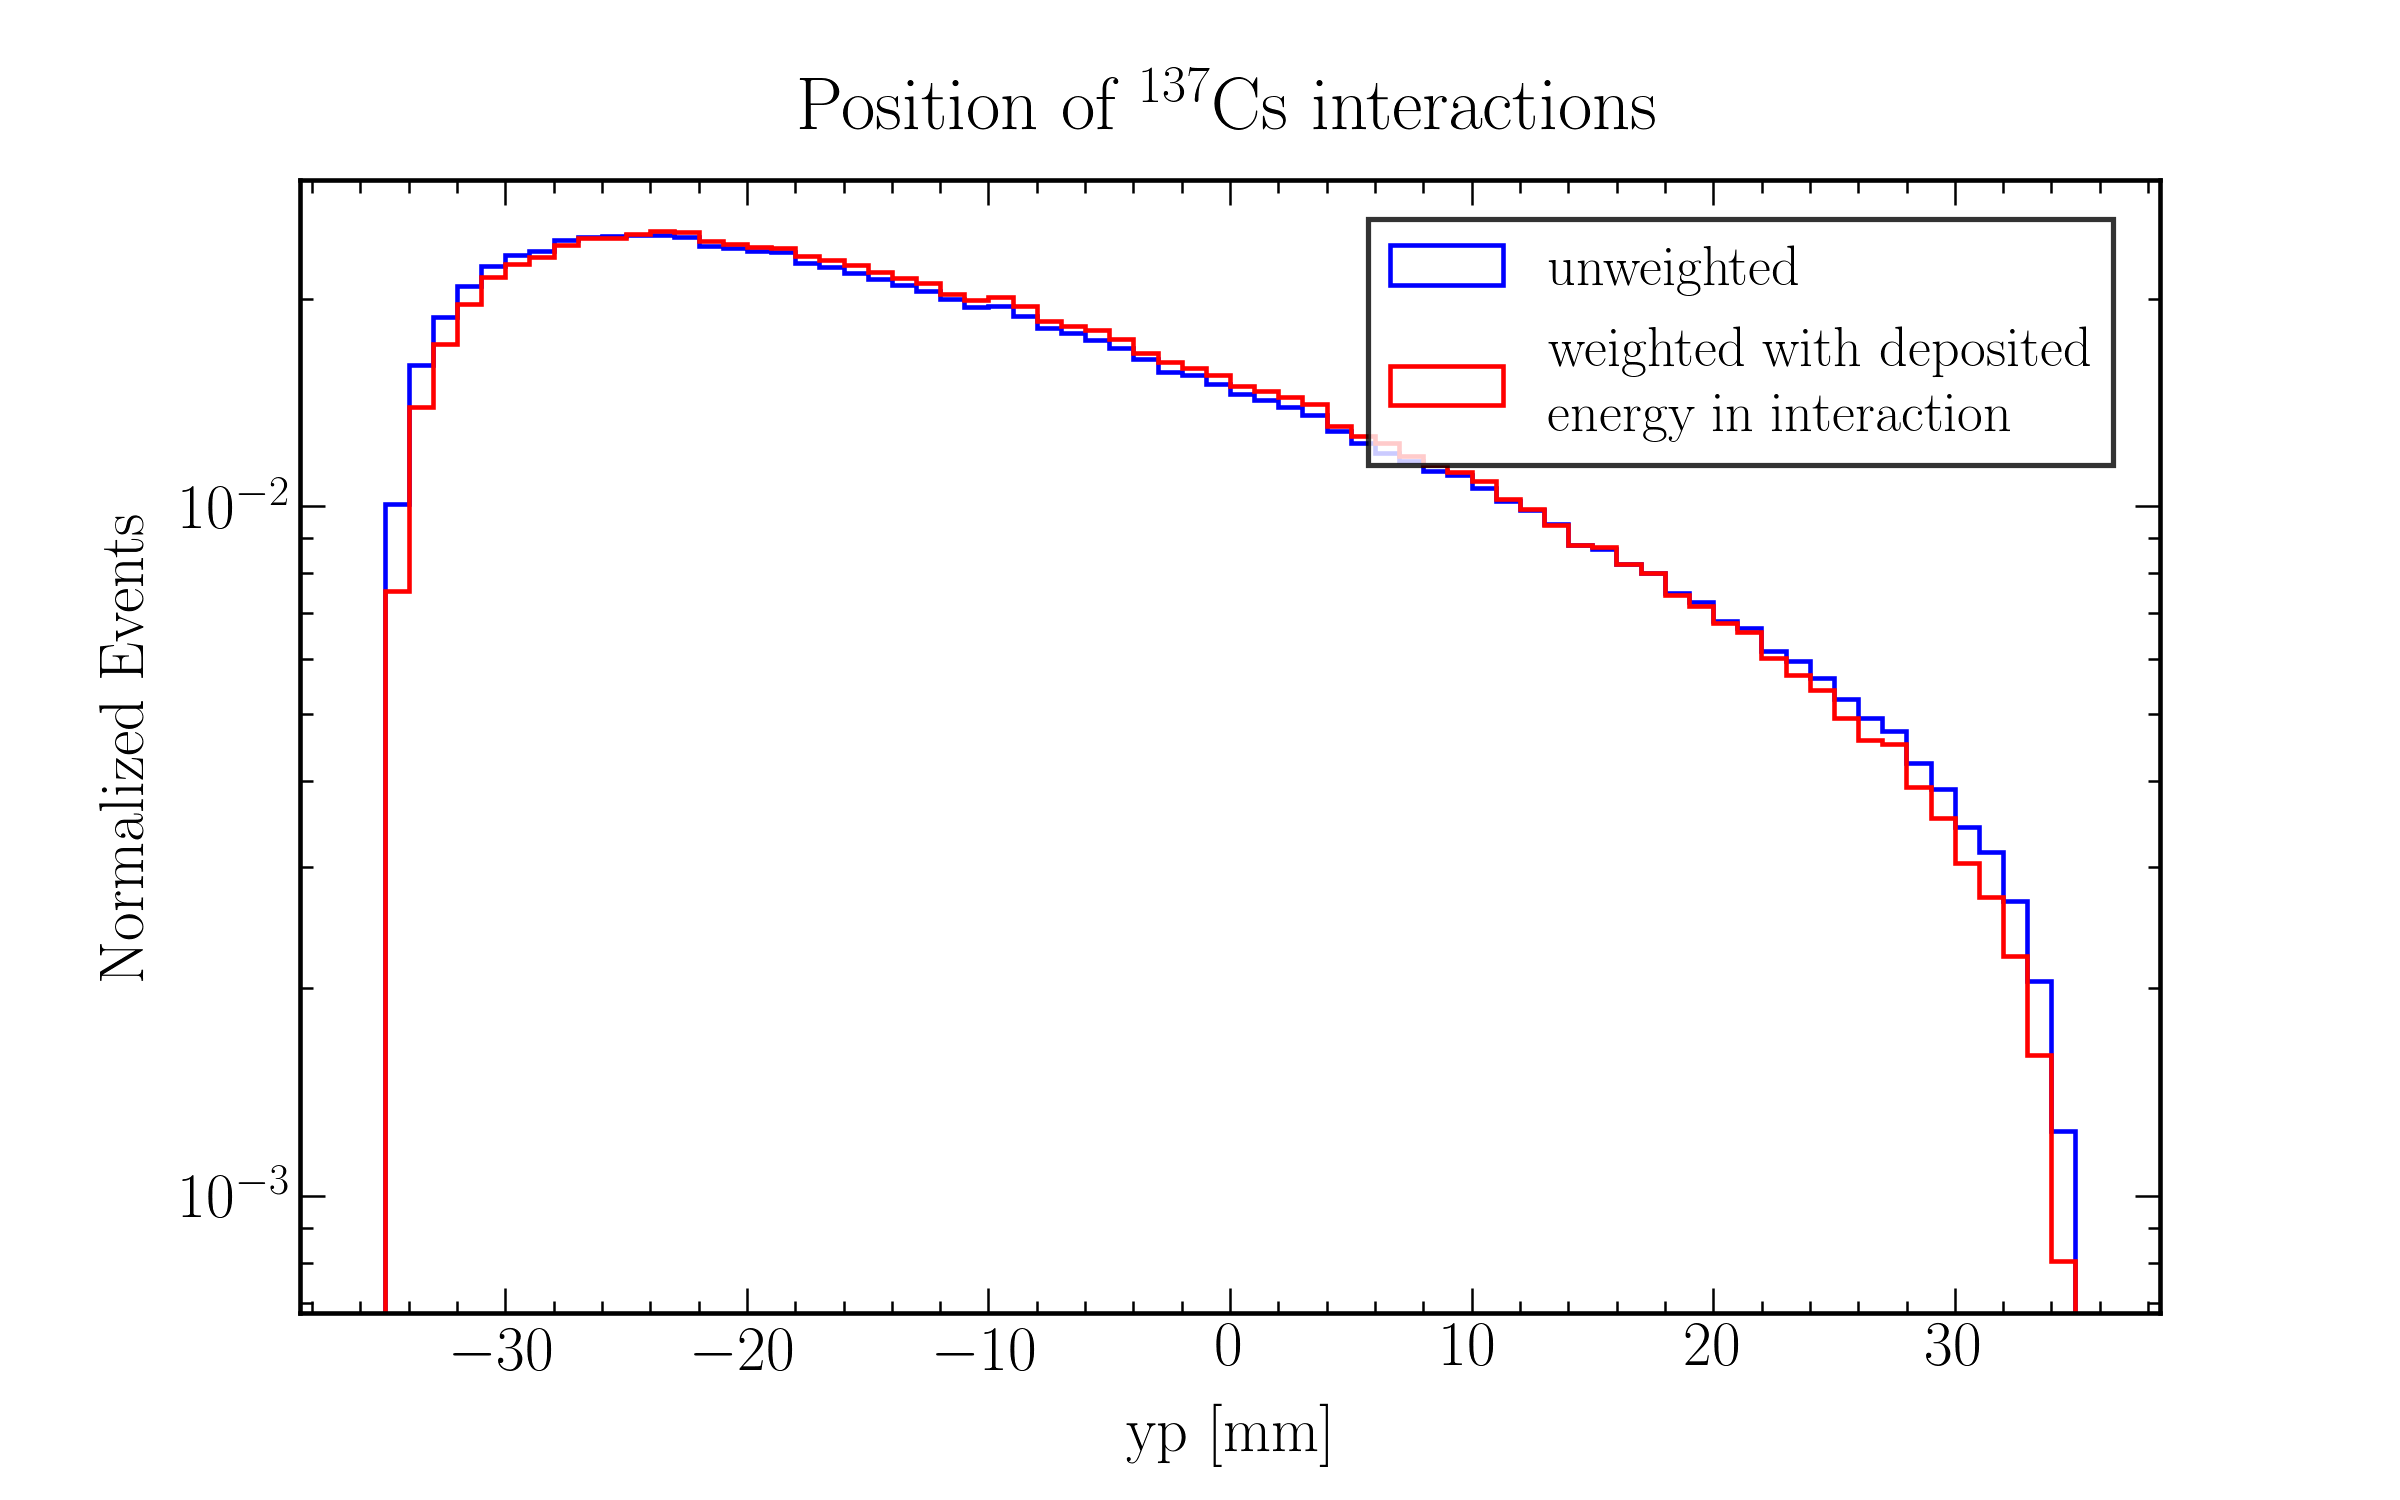 Position of ¹³⁷Cs interactions
unweighted
weighted with deposited
energy in interaction
Normalized Events
10⁻²
10⁻³
−30 −20 −10 0 10 20 30
yp [mm]